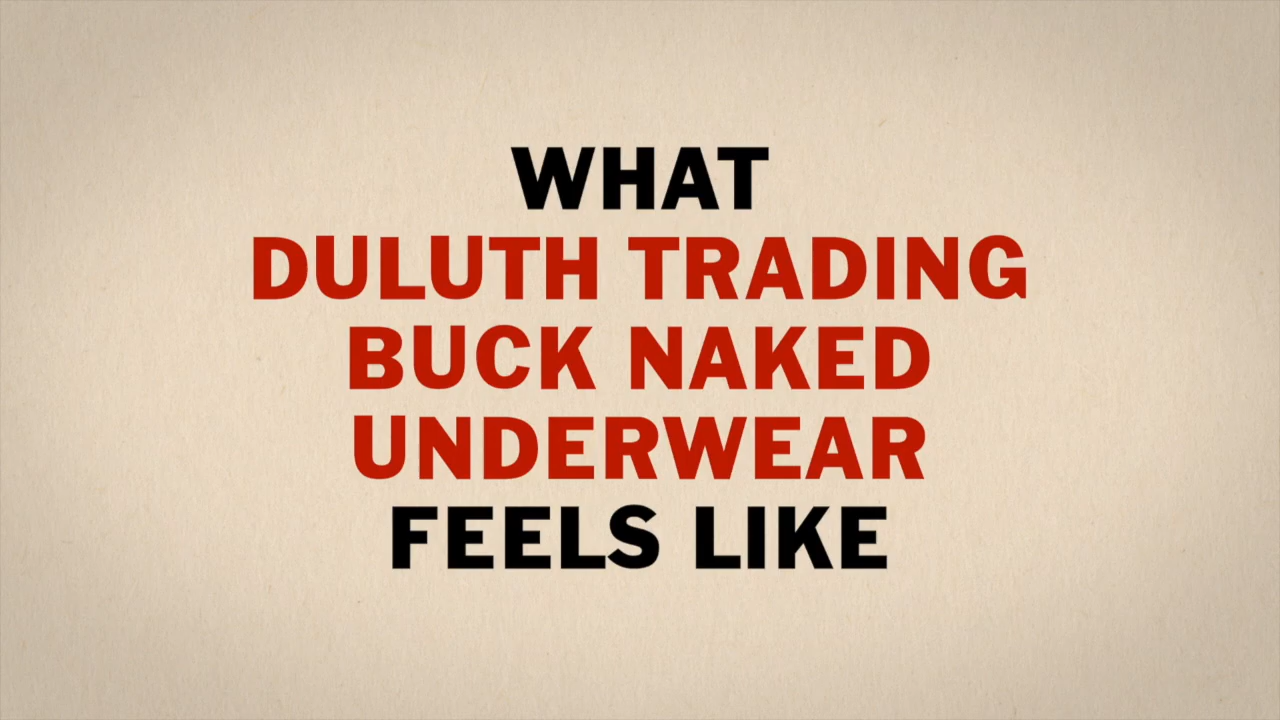 WHAT
DULUTH TRADING
BUCK NAKED
UNDERWEAR
FEELS LIKE